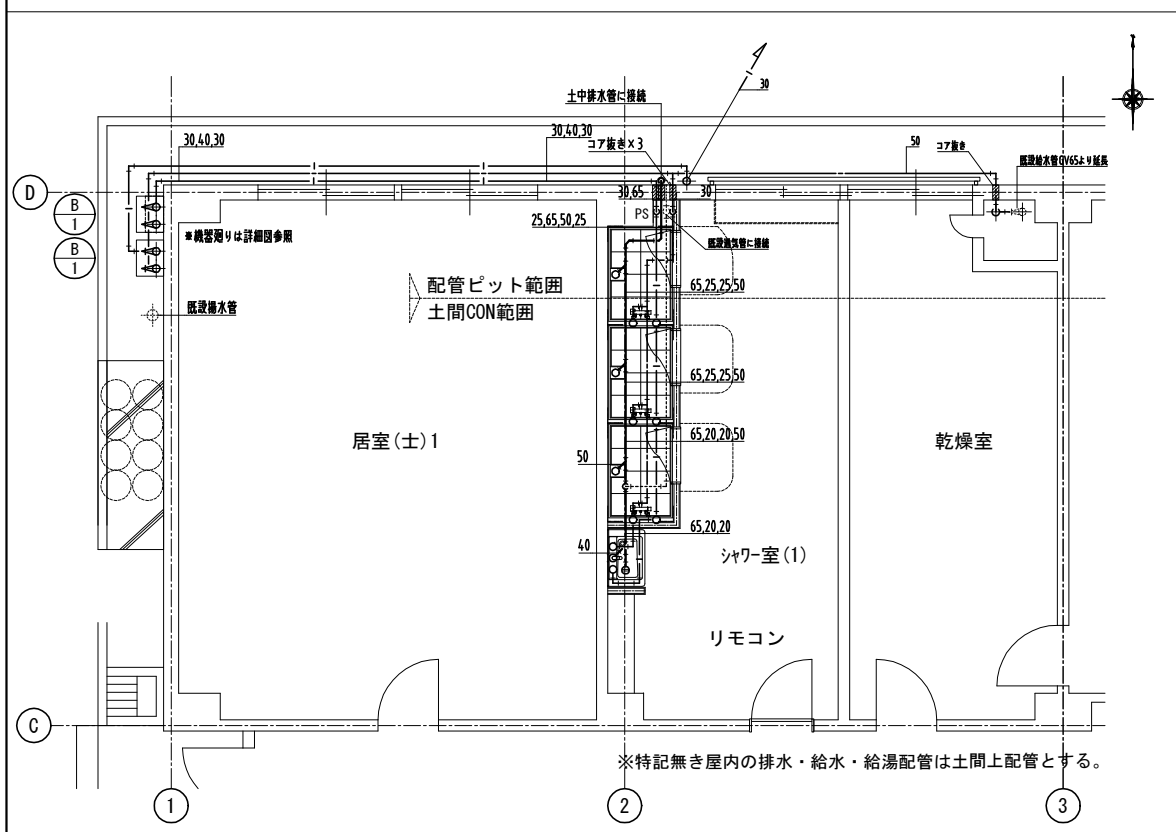 30
土中排水管に接続
30,40,30
30,40,30
コア抜き×3
50
コア抜き
既設給水管GV65より延長
D
B
1
B
1
30,65
30
PS
25,65,50,25
※機器廻りは詳細図参照
既設通気管に接続
配管ピット範囲
土間CON範囲
65,25,25,50
既設揚水管
65,25,25,50
居室(士)1
65,20,20,50
乾燥室
50
65,20,20
40
シャワー室(1)
リモコン
C
※特記無き屋内の排水・給水・給湯配管は土間上配管とする。
1
2
3